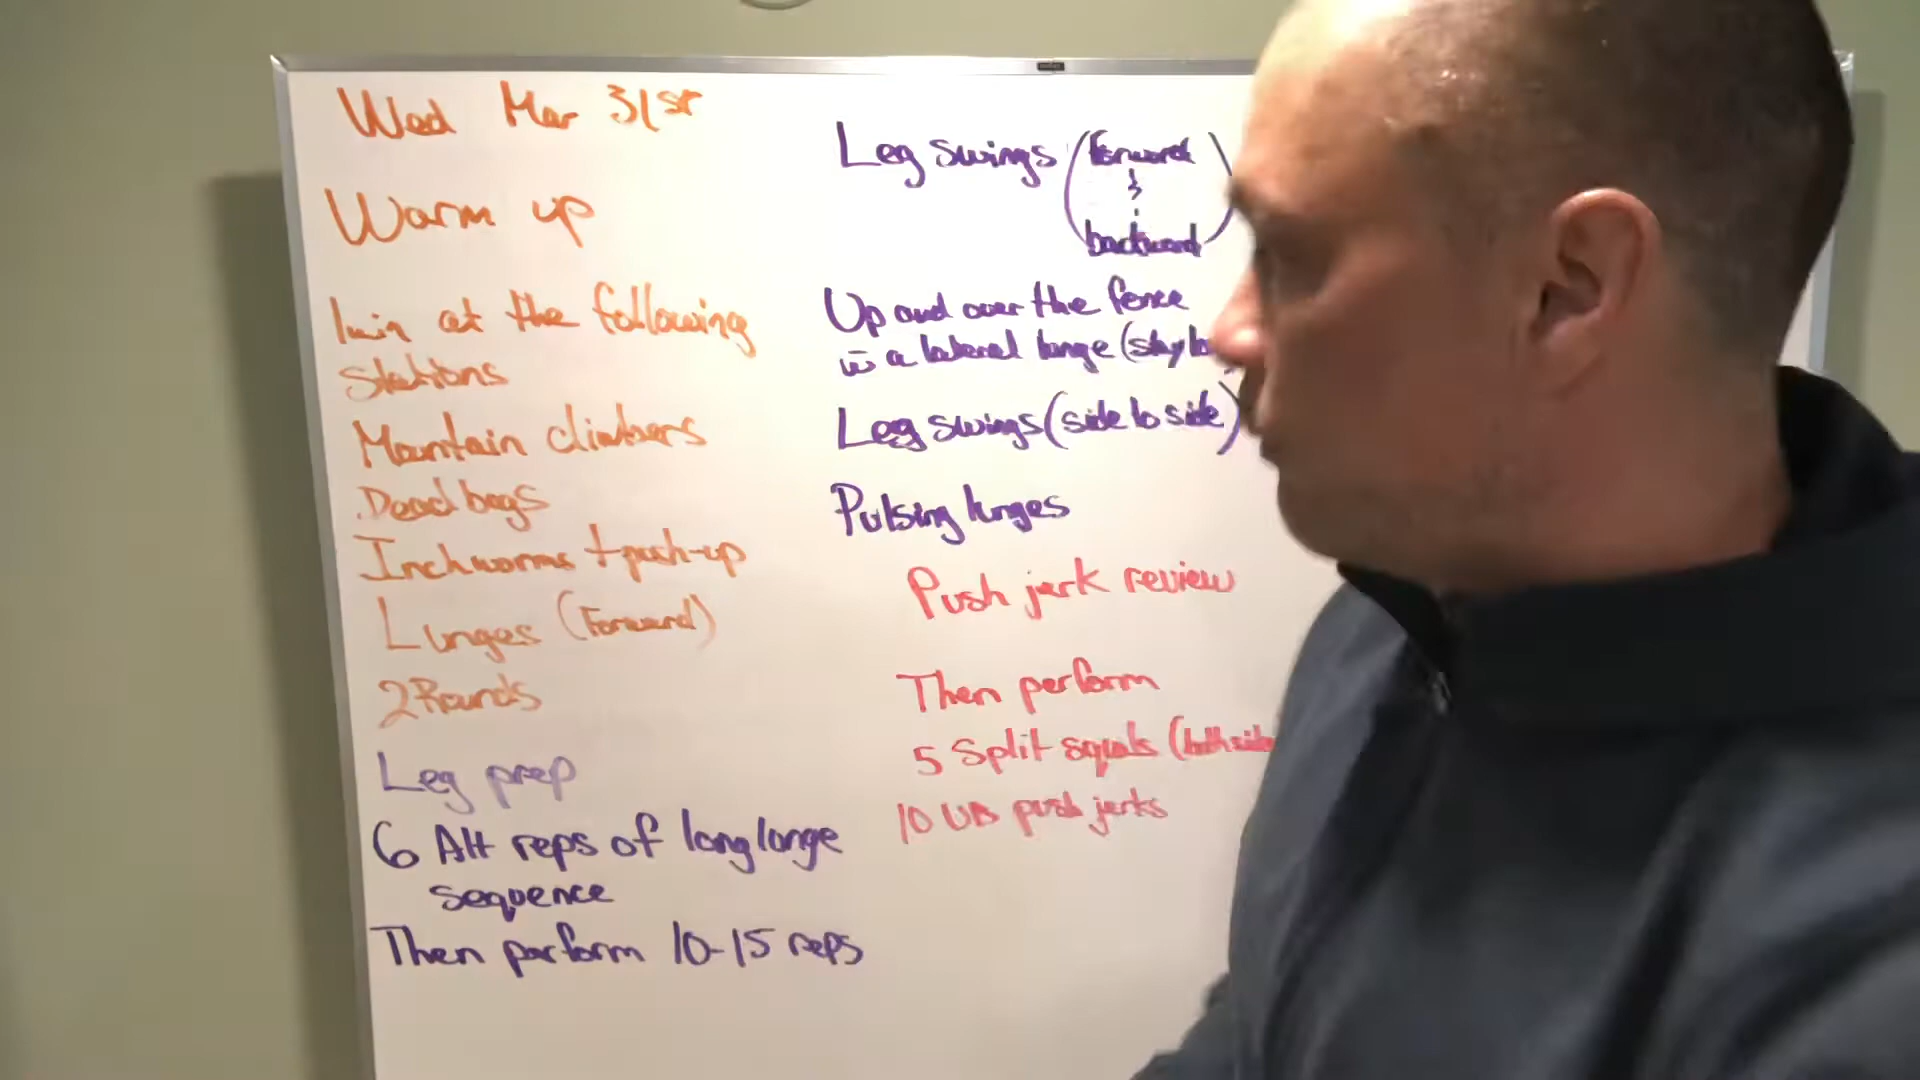 Wed Mar 31st
Warm up
1min at the following
stations
Mountain climbers
Dead bugs
Inchworms + push-up
Lunges (Forward)
2 Rounds
Leg prep
6 Alt reps of long lunge
sequence
Then perform 10-15 reps
Leg swings (forward
&
backward)
Up and over the fence
w̄ a lateral lunge (stay
Leg swings (side to side)
Pulsing lunges
Push jerk review
Then perform
5 Split squats (both
10 UB push jerks